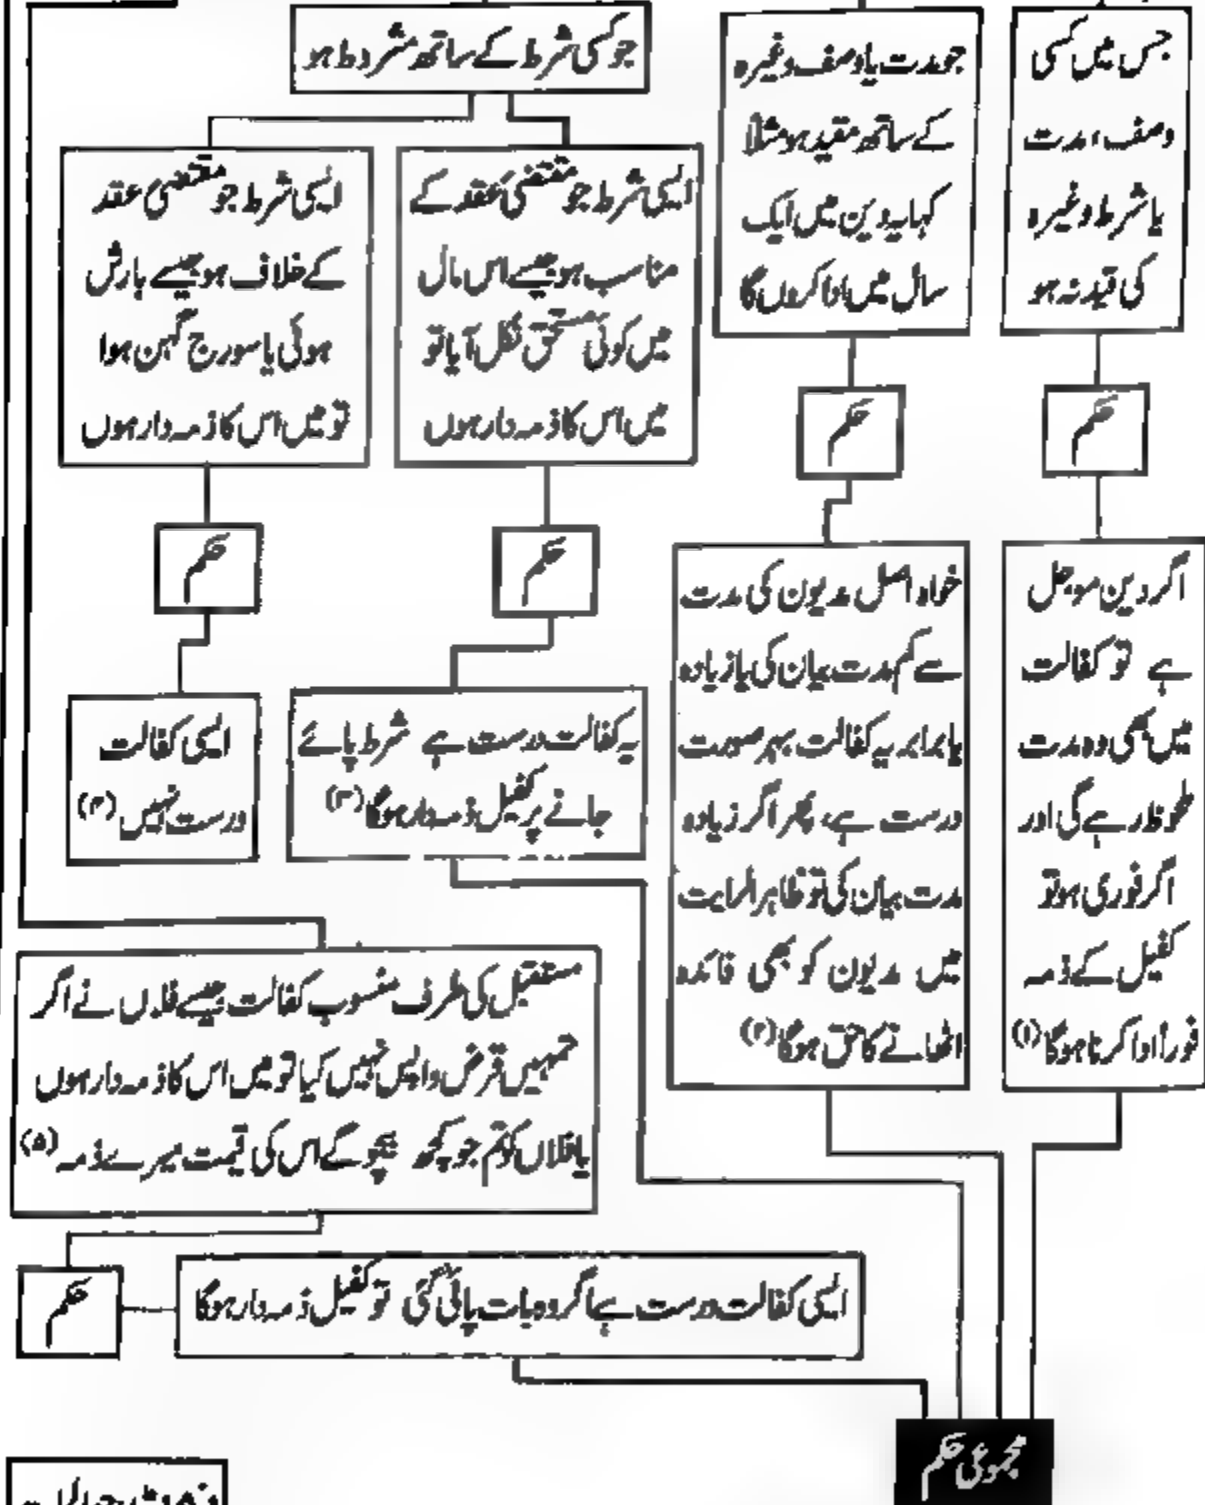 جس میں کسی
وصف، مدت
یا شرط وغیرہ
کی قید نہ ہو
حکم
اگر دین موجل
ہے تو کفالت
میں بھی وہ مدت
ملحوظ رہے گی اور
اگر فوری ہو تو
کفیل کے ذمہ
فوراً ادا کرنا ہوگا (۱)
جو مدت یا وصف وغیرہ
کے ساتھ مقید ہو مثلاً
کہا یہ دین میں ایک
سال میں ادا کروں گا
حکم
خواہ اصل مدیون کی مدت
سے کم مدت بیان کی یا زیادہ
یا برابر یہ کفالت بہر صورت
درست ہے، پھر اگر زیادہ
مدت بیان کی تو ظاہر الرایت
میں مدیون کو بھی فائدہ
اٹھانے کا حق ہوگا (۲)
جو کسی شرط کے ساتھ مشروط ہو
ایسی شرط جو مقتضیٔ عقد کے
مناسب ہو جیسے اس مال
میں کوئی مستحق نکل آیا تو
میں اس کا ذمہ دار ہوں
حکم
یہ کفالت درست ہے شرط پائے
جانے پر کفیل ذمہ دار ہوگا (۳)
ایسی شرط جو مقتضیٔ عقد
کے خلاف ہو جیسے بارش
ہوئی یا سورج گہن ہوا
تو میں اس کا ذمہ دار ہوں
حکم
ایسی کفالت
درست نہیں (۴)
مستقبل کی طرف منسوب کفالت جیسے فلاں نے اگر
تمہیں قرض واپس نہیں کیا تو میں اس کا ذمہ دار ہوں
یا فلاں کو تم جو کچھ بیچو گے اس کی قیمت میرے ذمہ (۵)
حکم
ایسی کفالت درست ہے اگر وہ بات پائی گئی تو کفیل ذمہ دار ہوگا
مجموعی حکم